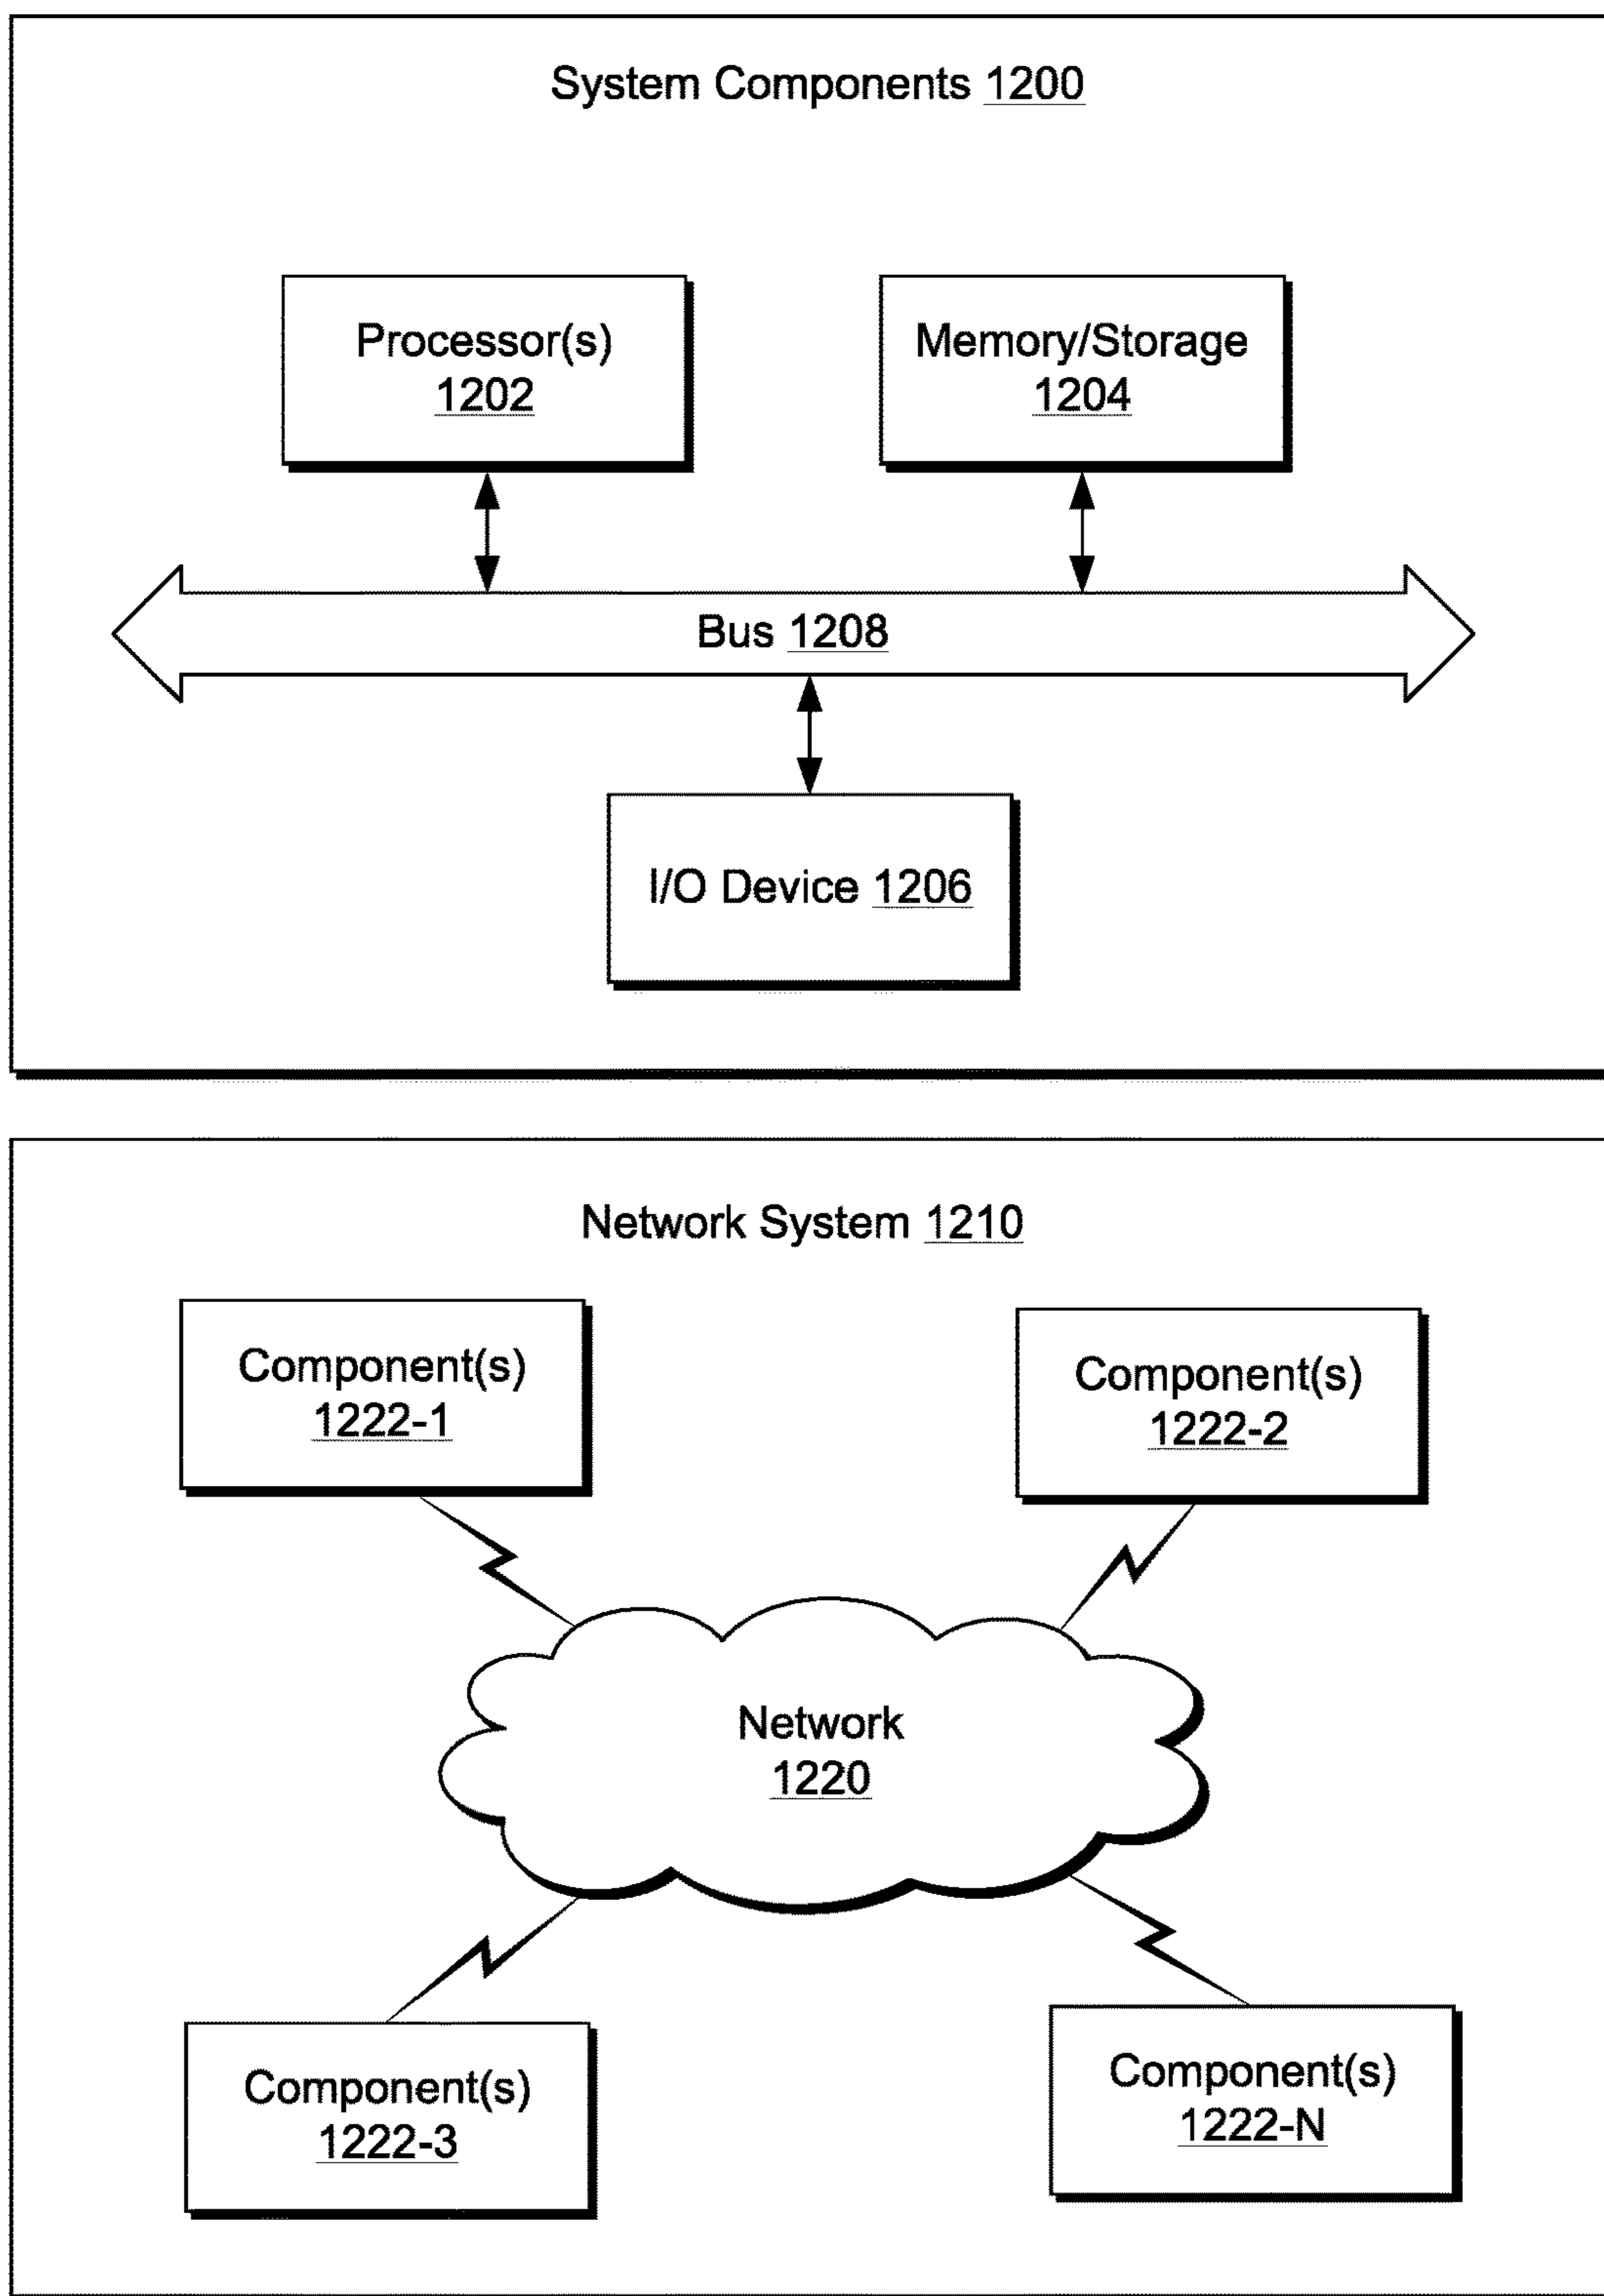 System Components 1200
Processor(s)
1202
Memory/Storage
1204
Bus 1208
I/O Device 1206
Network System 1210
Component(s)
1222-1
Component(s)
1222-2
Network
1220
Component(s)
1222-3
Component(s)
1222-N